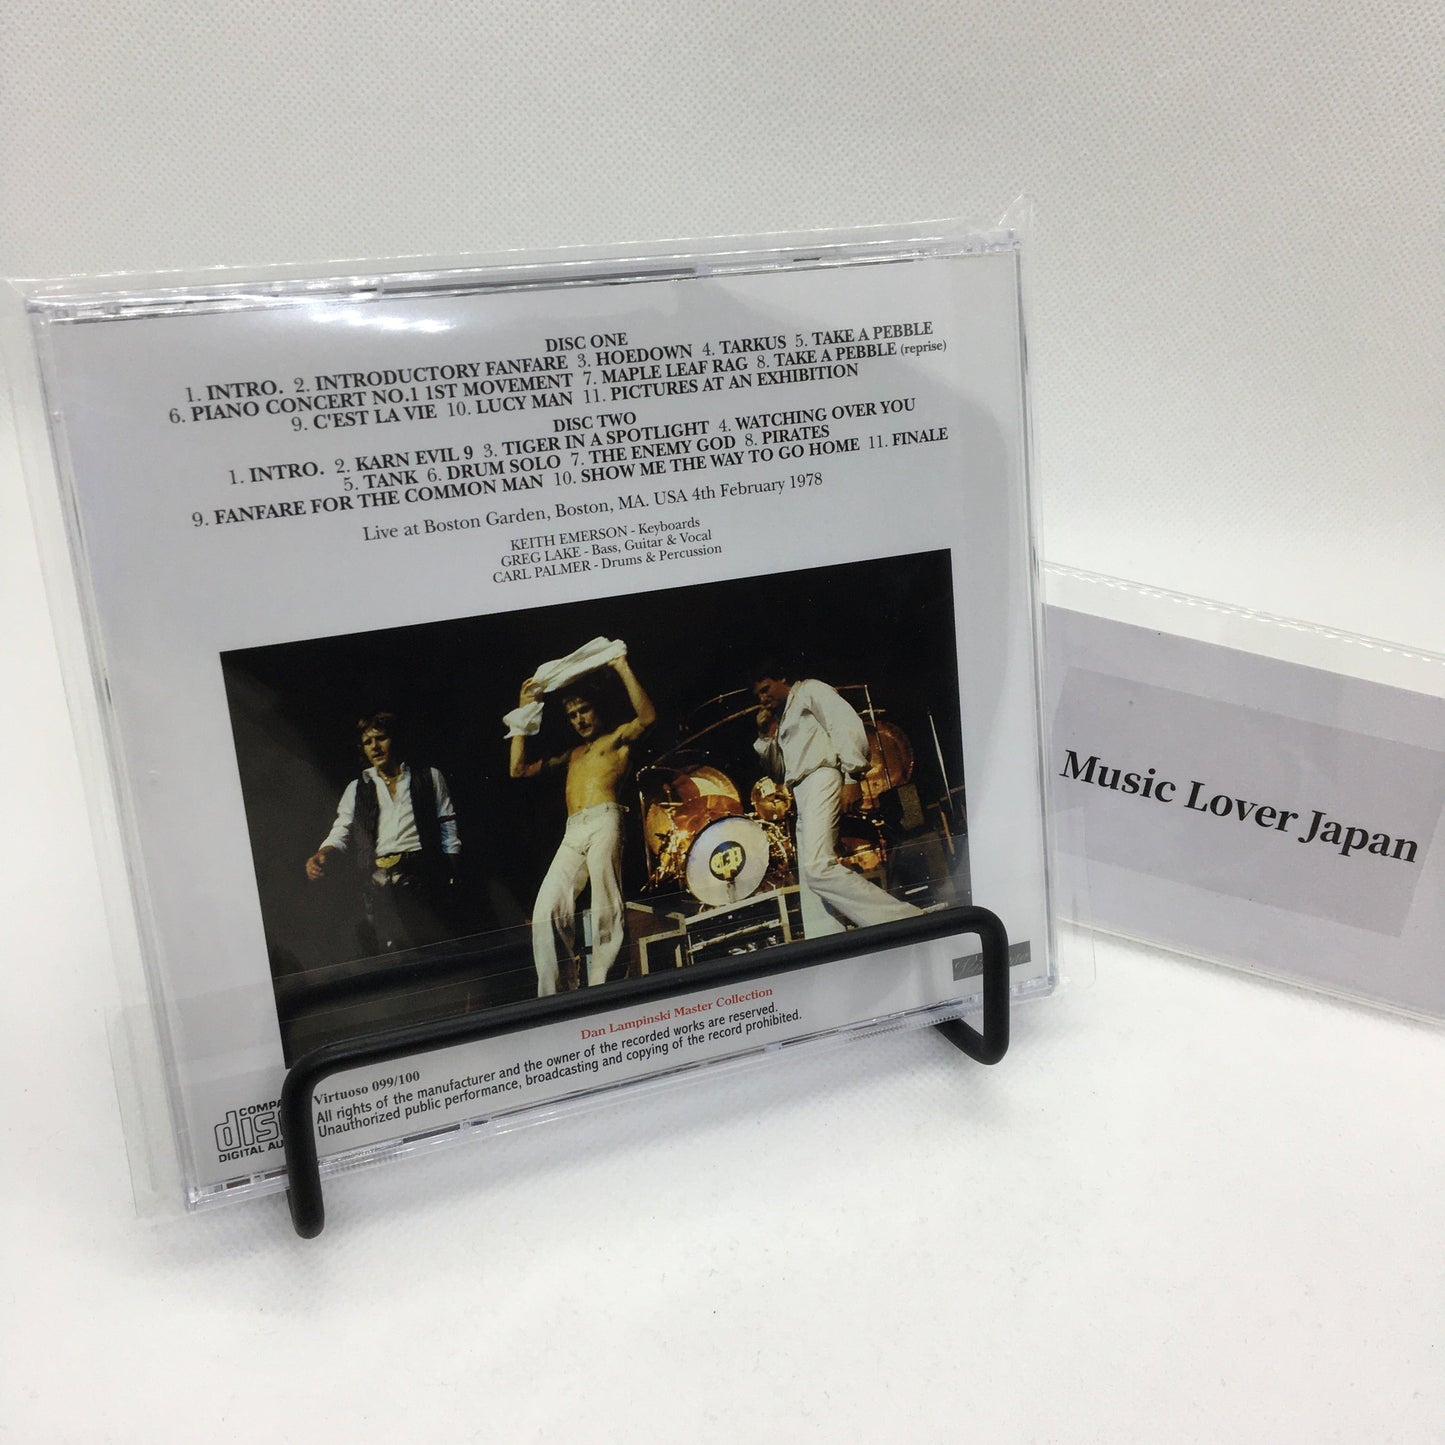 DISC ONE
1. INTRO. 2. INTRODUCTORY FANFARE 3. HOEDOWN 4. TARKUS 5. TAKE A PEBBLE
6. PIANO CONCERT NO.1 1ST MOVEMENT 7. MAPLE LEAF RAG 8. TAKE A PEBBLE (reprise)
9. C'EST LA VIE 10. LUCY MAN 11. PICTURES AT AN EXHIBITION
DISC TWO
1. INTRO. 2. KARN EVIL 9 3. TIGER IN A SPOTLIGHT 4. WATCHING OVER YOU
5. TANK 6. DRUM SOLO 7. THE ENEMY GOD 8. PIRATES
9. FANFARE FOR THE COMMON MAN 10. SHOW ME THE WAY TO GO HOME 11. FINALE
Live at Boston Garden, Boston, MA. USA 4th February 1978
KEITH EMERSON - Keyboards
GREG LAKE - Bass, Guitar & Vocal
CARL PALMER - Drums & Percussion
Dan Lampinski Master Collection
Virtuoso 099/100
All rights of the manufacturer and the owner of the recorded works are reserved.
Unauthorized public performance, broadcasting and copying of the record prohibited.
COMPA
disc
DIGITAL AU
Music Lover Japan